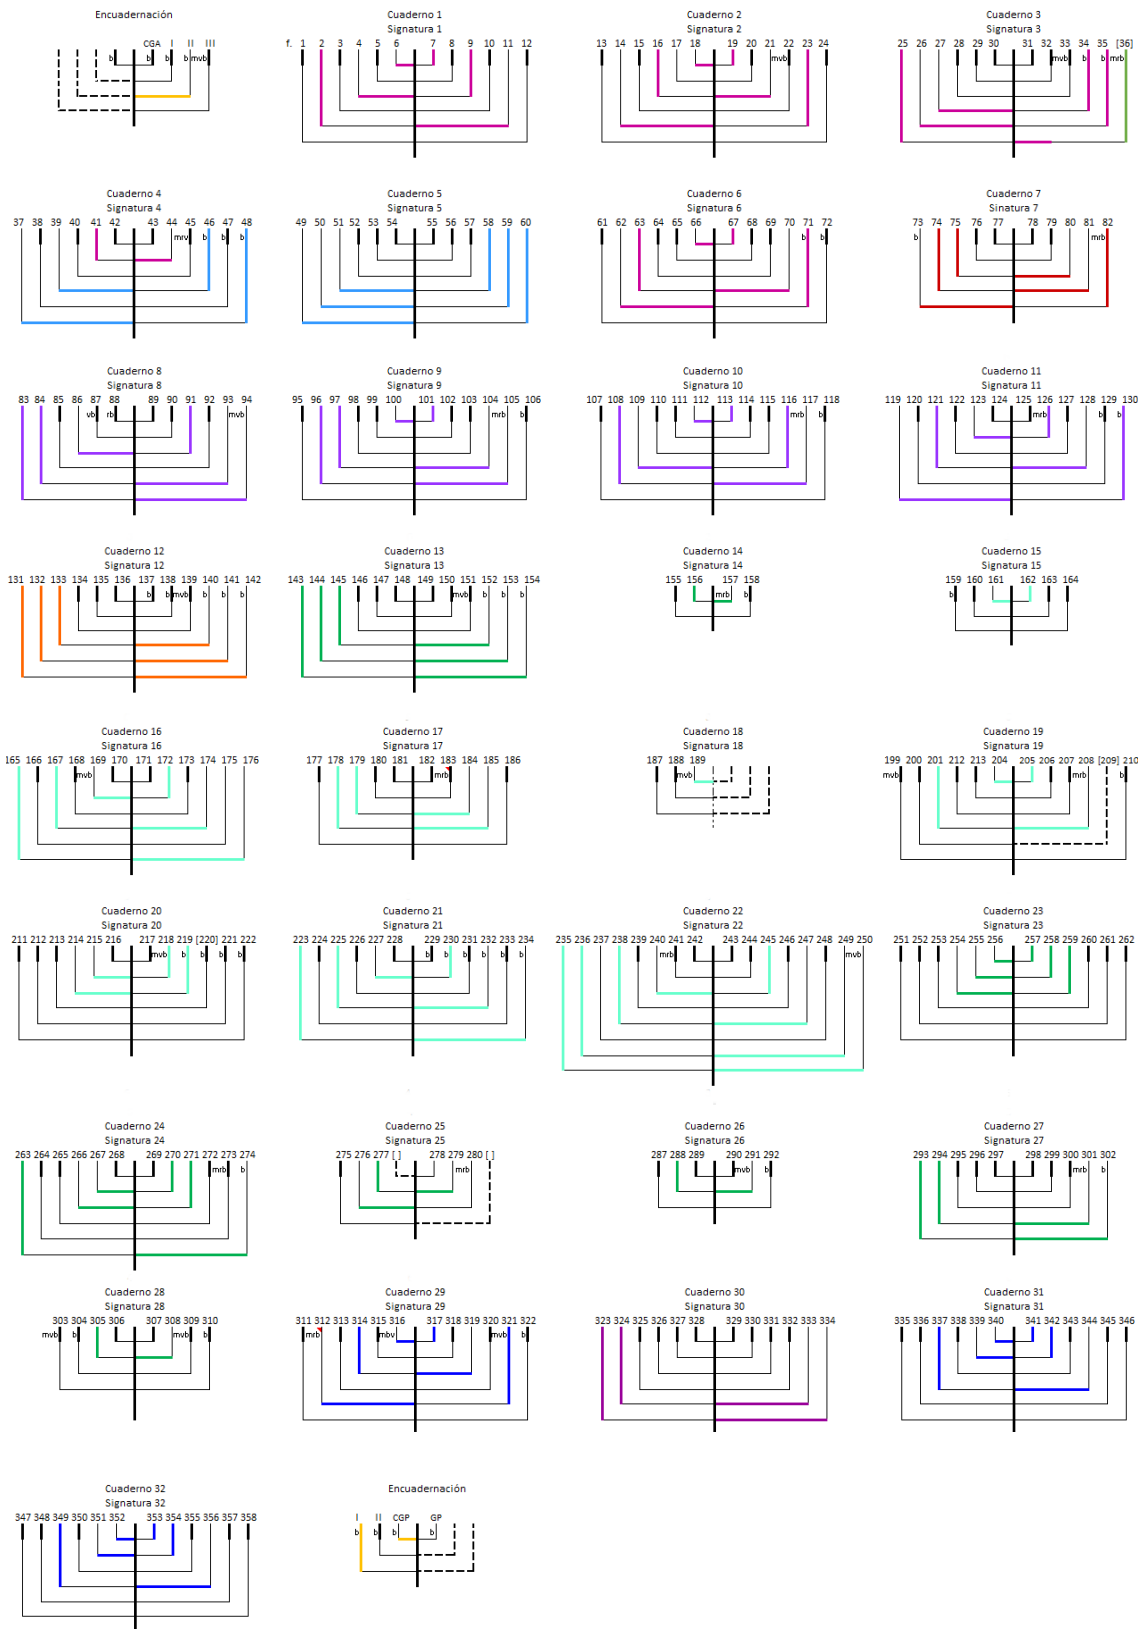 Encuadernación
CGA I II III
b b b b mvb
Cuaderno 1
Signatura 1
f. 1 2 3 4 5 6 7 8 9 10 11 12
Cuaderno 2
Signatura 2
13 14 15 16 17 18 19 20 21 22 23 24
mvb
Cuaderno 3
Signatura 3
25 26 27 28 29 30 31 32 33 34 35 [36]
mvb b b mrb
Cuaderno 4
Signatura 4
37 38 39 40 41 42 43 44 45 46 47 48
mrv b b b
Cuaderno 5
Signatura 5
49 50 51 52 53 54 55 56 57 58 59 60
Cuaderno 6
Signatura 6
61 62 63 64 65 66 67 68 69 70 71 72
b b
Cuaderno 7
Sinatura 7
73 74 75 76 77 78 79 80 81 82
b mrb
Cuaderno 8
Signatura 8
83 84 85 86 87 88 89 90 91 92 93 94
vb rb mvb
Cuaderno 9
Signatura 9
95 96 97 98 99 100 101 102 103 104 105 106
mrb b
Cuaderno 10
Signatura 10
107 108 109 110 111 112 113 114 115 116 117 118
mrb b
Cuaderno 11
Signatura 11
119 120 121 122 123 124 125 126 127 128 129 130
mrb b b
Cuaderno 12
Signatura 12
131 132 133 134 135 136 137 138 139 140 141 142
b b mvb b b b
Cuaderno 13
Signatura 13
143 144 145 146 147 148 149 150 151 152 153 154
mvb b b b
Cuaderno 14
Signatura 14
155 156 157 158
mrb b
Cuaderno 15
Signatura 15
159 160 161 162 163 164
b
Cuaderno 16
Signatura 16
165 166 167 168 169 170 171 172 173 174 175 176
mvb
Cuaderno 17
Signatura 17
177 178 179 180 181 182 183 184 185 186
mrb
Cuaderno 18
Signatura 18
187 188 189
mvb
Cuaderno 19
Signatura 19
199 200 201 212 213 204 205 206 207 208 [209] 210
mvb mrb b
Cuaderno 20
Signatura 20
211 212 213 214 215 216 217 218 219 [220] 221 222
mvb b b b b
Cuaderno 21
Signatura 21
223 224 225 226 227 228 229 230 231 232 233 234
b b b b b b
Cuaderno 22
Signatura 22
235 236 237 238 239 240 241 242 243 244 245 246 247 248 249 250
mrb mvb
Cuaderno 23
Signatura 23
251 252 253 254 255 256 257 258 259 260 261 262
Cuaderno 24
Signatura 24
263 264 265 266 267 268 269 270 271 272 273 274
mrb b
Cuaderno 25
Signatura 25
275 276 277 [ ] 278 279 280 [ ]
mrb
Cuaderno 26
Signatura 26
287 288 289 290 291 292
mvb b
Cuaderno 27
Signatura 27
293 294 295 296 297 298 299 300 301 302
mrb b
Cuaderno 28
Signatura 28
303 304 305 306 307 308 309 310
mvb b mvb b
Cuaderno 29
Signatura 29
311 312 313 314 315 316 317 318 319 320 321 322
mrb mbv mvb b
Cuaderno 30
Signatura 30
323 324 325 326 327 328 329 330 331 332 333 334
Cuaderno 31
Signatura 31
335 336 337 338 339 340 341 342 343 344 345 346
Cuaderno 32
Signatura 32
347 348 349 350 351 352 353 354 355 356 357 358
Encuadernación
I II CGP GP
b b b b